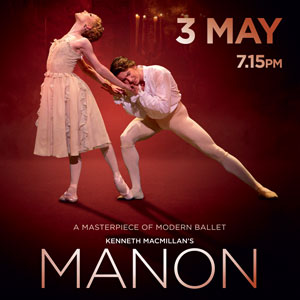 3 MAY
7.15PM
A MASTERPIECE OF MODERN BALLET
KENNETH MACMILLAN'S
MANON